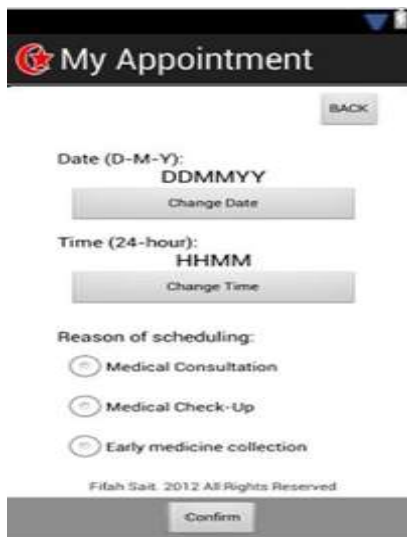 My Appointment
BACK
Date (D-M-Y):
DDMMYY
Change Date
Time (24-hour):
HHMM
Change Time
Reason of scheduling:
Medical Consultation
Medical Check-Up
Early medicine collection
Fifah Sait. 2012 All Rights Reserved
Confirm